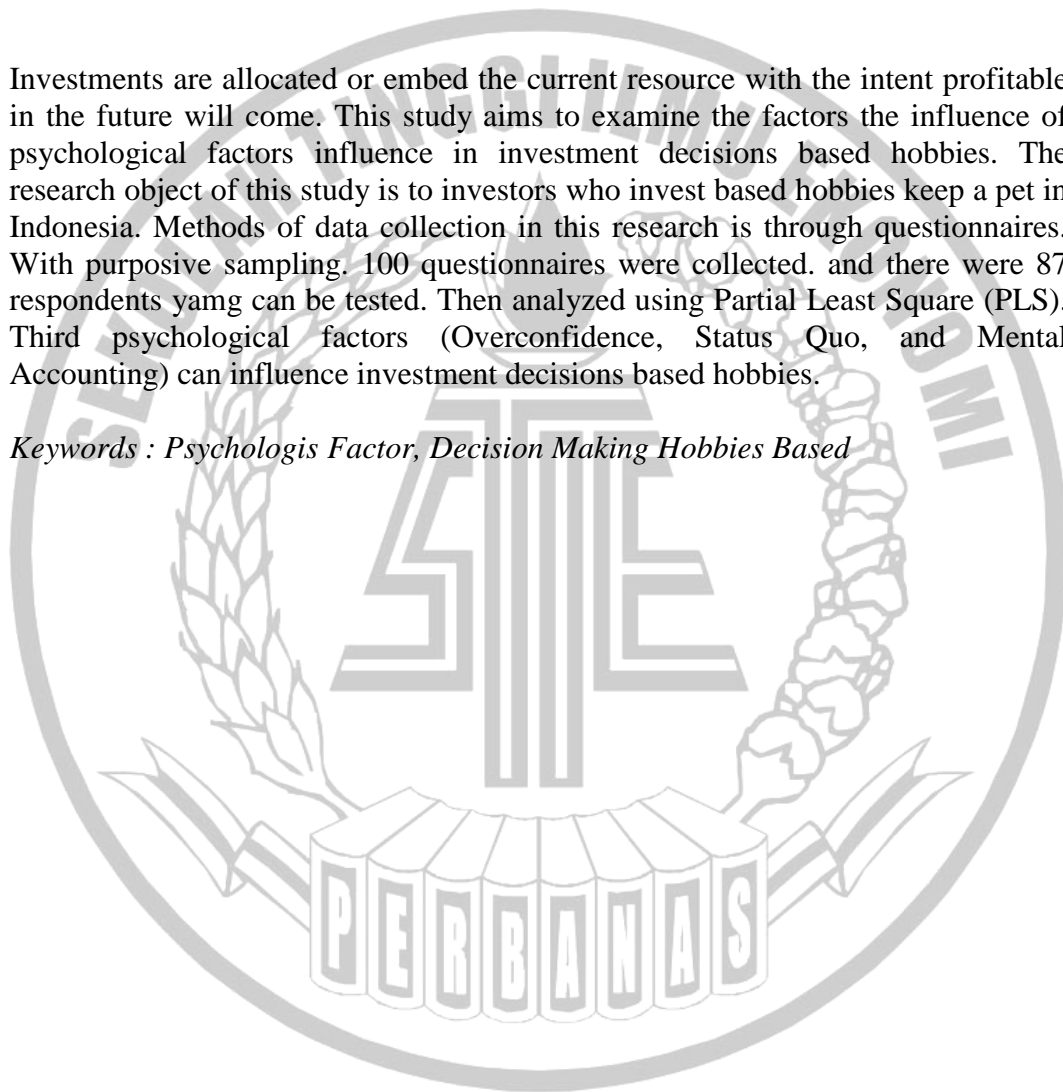 Investments are allocated or embed the current resource with the intent profitable
in the future will come. This study aims to examine the factors the influence of
psychological factors influence in investment decisions based hobbies. The
research object of this study is to investors who invest based hobbies keep a pet in
Indonesia. Methods of data collection in this research is through questionnaires.
With purposive sampling. 100 questionnaires were collected. and there were 87
respondents yamg can be tested. Then analyzed using Partial Least Square (PLS).
Third psychological factors (Overconfidence, Status Quo, and Mental
Accounting) can influence investment decisions based hobbies.
Keywords : Psychologis Factor, Decision Making Hobbies Based
SEKOLAH TINGGI ILMU EKONOMI
STIE
PERBANAS